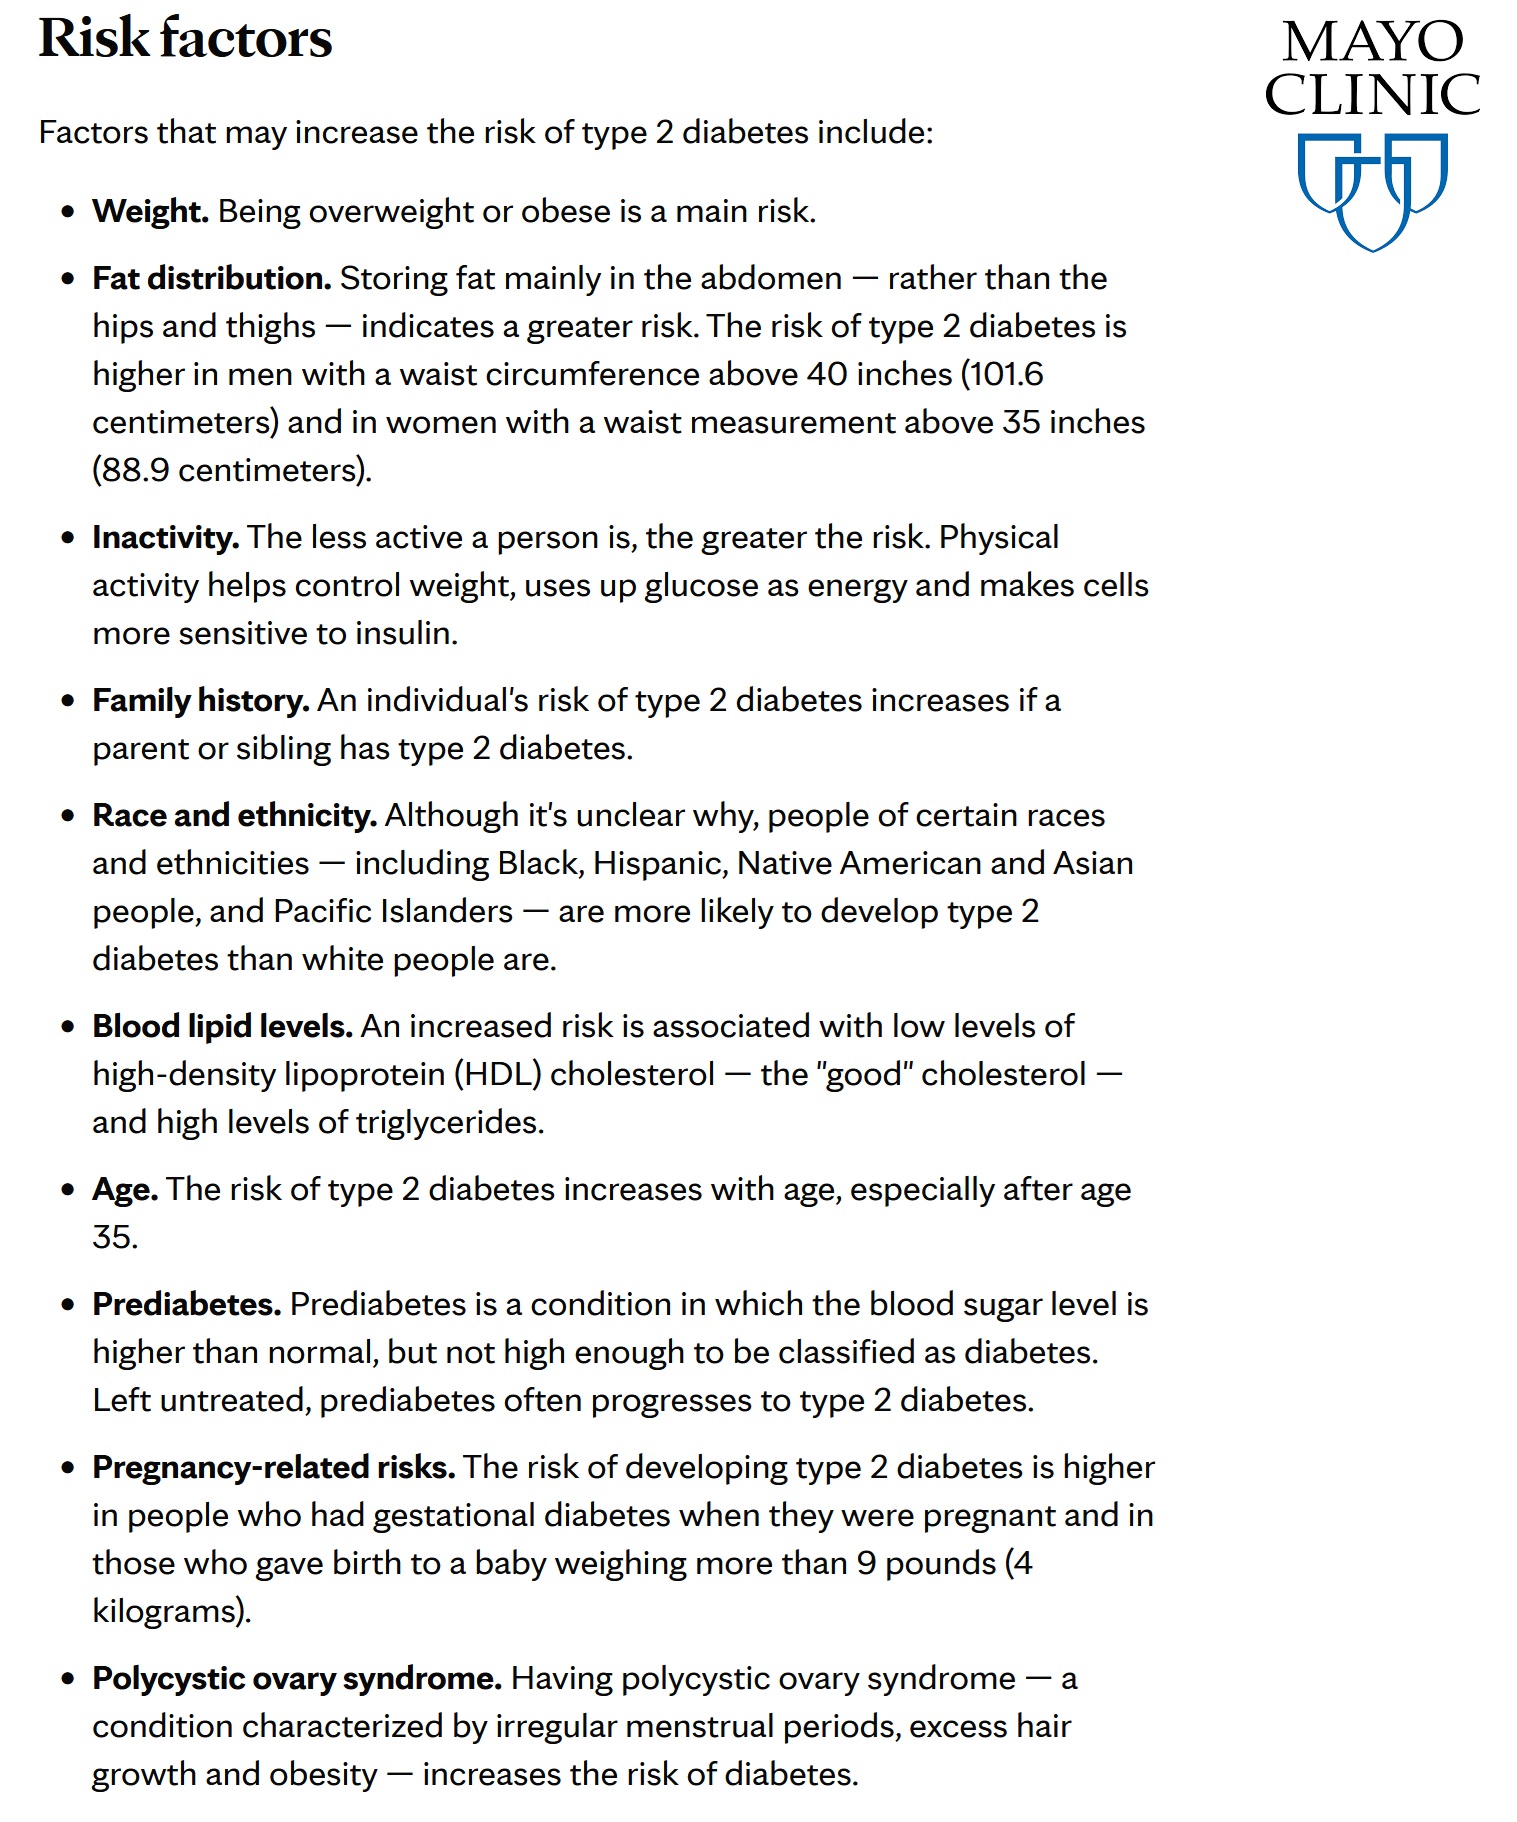 Risk factors
MAYO
CLINIC
Factors that may increase the risk of type 2 diabetes include:
• Weight. Being overweight or obese is a main risk.
• Fat distribution. Storing fat mainly in the abdomen — rather than the
hips and thighs — indicates a greater risk. The risk of type 2 diabetes is
higher in men with a waist circumference above 40 inches (101.6
centimeters) and in women with a waist measurement above 35 inches
(88.9 centimeters).
• Inactivity. The less active a person is, the greater the risk. Physical
activity helps control weight, uses up glucose as energy and makes cells
more sensitive to insulin.
• Family history. An individual's risk of type 2 diabetes increases if a
parent or sibling has type 2 diabetes.
• Race and ethnicity. Although it's unclear why, people of certain races
and ethnicities — including Black, Hispanic, Native American and Asian
people, and Pacific Islanders — are more likely to develop type 2
diabetes than white people are.
• Blood lipid levels. An increased risk is associated with low levels of
high-density lipoprotein (HDL) cholesterol — the "good" cholesterol —
and high levels of triglycerides.
• Age. The risk of type 2 diabetes increases with age, especially after age
35.
• Prediabetes. Prediabetes is a condition in which the blood sugar level is
higher than normal, but not high enough to be classified as diabetes.
Left untreated, prediabetes often progresses to type 2 diabetes.
• Pregnancy-related risks. The risk of developing type 2 diabetes is higher
in people who had gestational diabetes when they were pregnant and in
those who gave birth to a baby weighing more than 9 pounds (4
kilograms).
• Polycystic ovary syndrome. Having polycystic ovary syndrome — a
condition characterized by irregular menstrual periods, excess hair
growth and obesity — increases the risk of diabetes.